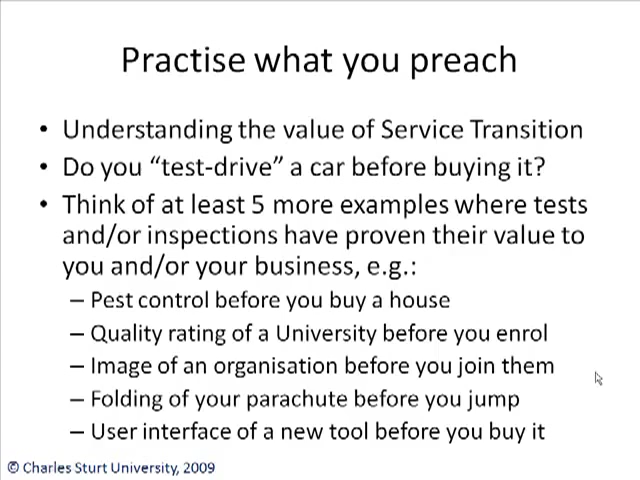 Practise what you preach
• Understanding the value of Service Transition
• Do you “test-drive” a car before buying it?
• Think of at least 5 more examples where tests
and/or inspections have proven their value to
you and/or your business, e.g.:
– Pest control before you buy a house
– Quality rating of a University before you enrol
– Image of an organisation before you join them
– Folding of your parachute before you jump
– User interface of a new tool before you buy it
© Charles Sturt University, 2009